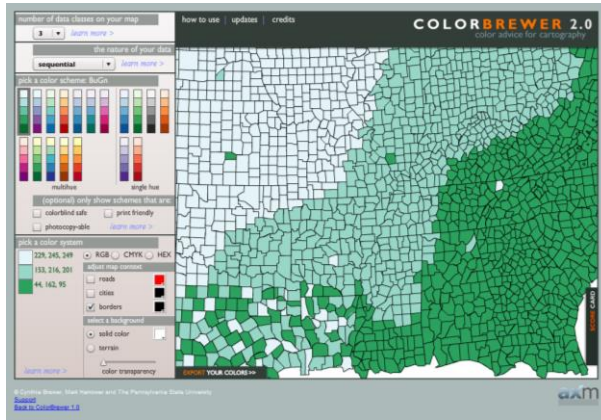 number of data classes on your map
3 learn more >
the nature of your data
sequential learn more >
pick a color scheme: BuGn
multihue single hue
(optional) only show schemes that are:
colorblind safe print friendly
photocopy-able learn more >
pick a color system
229, 245, 249 RGB CMYK HEX
153, 216, 201
44, 162, 95
adjust map context
roads
cities
borders
select a background
solid color
terrain
learn more > color transparency
how to use | updates | credits
COLORBREWER 2.0
color advice for cartography
SCORE CARD
EXPORT YOUR COLORS >>
© Cynthia Brewer, Mark Harrower and The Pennsylvania State University
Support
Back to ColorBrewer 1.0
axm